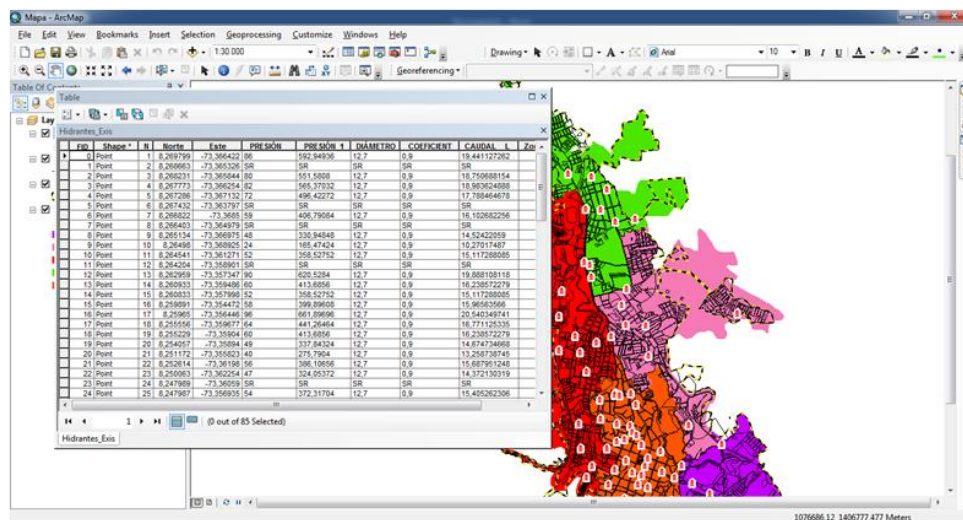 Mapa - ArcMap
File Edit View Bookmarks Insert Selection Geoprocessing Customize Windows Help
1:30.000 Drawing Arial 10 B I U A
Georeferencing
Table Of
Table
Lay
Hidrantes_Exis
FID Shape * N Norte Este PRESIÓN PRESIÓN_1 DIÁMETRO COEFICIENT CAUDAL__L Zo
0 Point 1 8,269799 -73,366422 86 592,94936 12,7 0,9 19,441127262
1 Point 2 8,268663 -73,365326 SR SR SR SR SR
2 Point 3 8,268231 -73,365844 80 551,5808 12,7 0,9 18,750688154
3 Point 4 8,267773 -73,366254 82 565,37032 12,7 0,9 18,983624888
4 Point 5 8,267286 -73,367132 72 496,42272 12,7 0,9 17,788464678
5 Point 6 8,267432 -73,363797 SR SR SR SR SR
6 Point 7 8,266822 -73,3685 59 406,79084 12,7 0,9 16,102682256
7 Point 8 8,266403 -73,364979 SR SR SR SR SR
8 Point 9 8,265134 -73,366975 48 330,94848 12,7 0,9 14,52422059
9 Point 10 8,26498 -73,368925 24 165,47424 12,7 0,9 10,27017487
10 Point 11 8,264541 -73,361271 52 358,52752 12,7 0,9 15,117288085
11 Point 12 8,264204 -73,358901 SR SR SR SR SR
12 Point 13 8,262959 -73,357347 90 620,5284 12,7 0,9 19,888108118
13 Point 14 8,260933 -73,359486 60 413,6856 12,7 0,9 16,238572279
14 Point 15 8,260833 -73,357998 52 358,52752 12,7 0,9 15,117288085
15 Point 16 8,259891 -73,354472 58 399,89608 12,7 0,9 15,96563566
16 Point 17 8,25965 -73,356446 96 661,89696 12,7 0,9 20,540349741
17 Point 18 8,255556 -73,359677 64 441,26464 12,7 0,9 16,771125335
18 Point 19 8,255229 -73,35904 60 413,6856 12,7 0,9 16,238572279
19 Point 20 8,254057 -73,35894 49 337,84324 12,7 0,9 14,674734668
20 Point 21 8,251172 -73,355823 40 275,7904 12,7 0,9 13,258738745
21 Point 22 8,252614 -73,36198 56 386,10656 12,7 0,9 15,687951248
22 Point 23 8,250063 -73,362254 47 324,05372 12,7 0,9 14,372130319
23 Point 24 8,247989 -73,36059 SR SR SR SR SR
24 Point 25 8,247987 -73,356935 54 372,31704 12,7 0,9 15,405262306
1 (0 out of 85 Selected)
Hidrantes_Exis
1076686,12 1406777,477 Meters